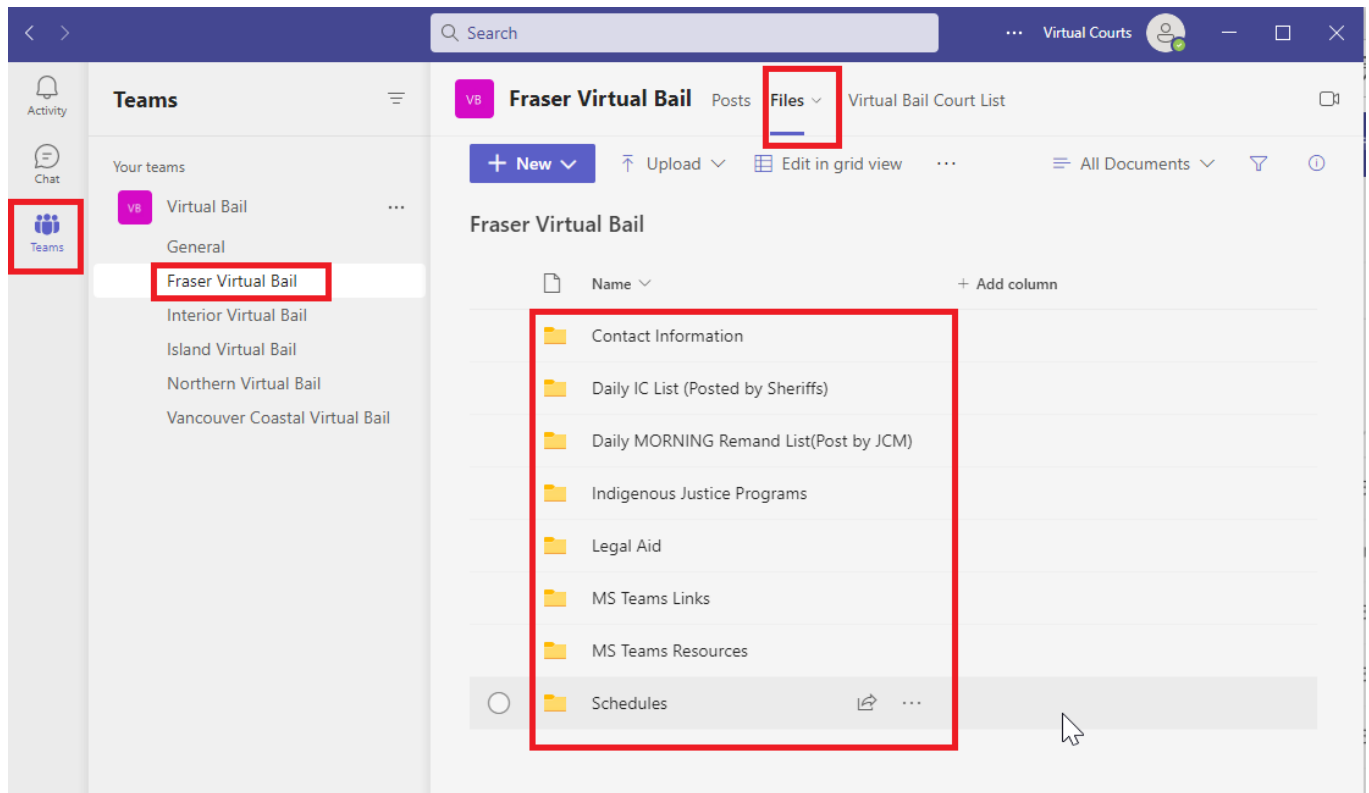 Search
Virtual Courts
Activity
Chat
Teams
Teams
Your teams
VB Virtual Bail
General
Fraser Virtual Bail
Interior Virtual Bail
Island Virtual Bail
Northern Virtual Bail
Vancouver Coastal Virtual Bail
VB Fraser Virtual Bail Posts Files Virtual Bail Court List
+ New Upload Edit in grid view ... All Documents
Fraser Virtual Bail
Name + Add column
Contact Information
Daily IC List (Posted by Sheriffs)
Daily MORNING Remand List(Post by JCM)
Indigenous Justice Programs
Legal Aid
MS Teams Links
MS Teams Resources
Schedules